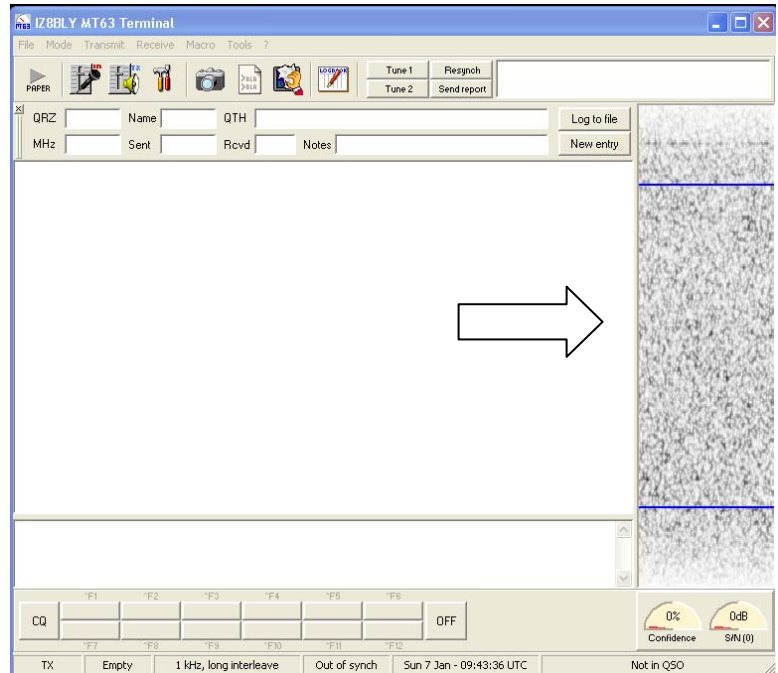 IZ8BLY MT63 Terminal
File Mode Transmit Receive Macro Tools ?
PAPER
LOGBOOK
Tune 1 Resynch
Tune 2 Send report
QRZ Name QTH Log to file
MHz Sent Rcvd Notes New entry
^F1 ^F2 ^F3 ^F4 ^F5 ^F6
CQ OFF
^F7 ^F8 ^F9 ^F10 ^F11 ^F12
0% 0dB
Confidence S/N (0)
TX Empty 1 kHz, long interleave Out of synch Sun 7 Jan - 09:43:36 UTC Not in QSO